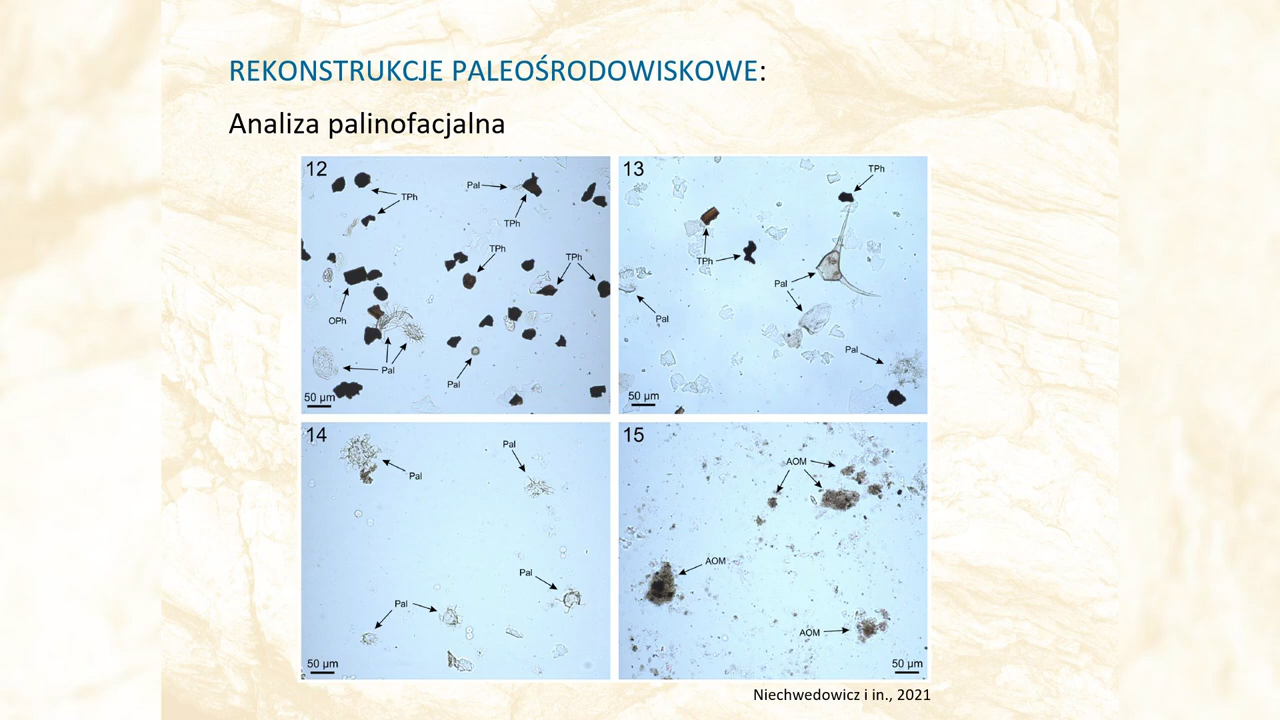 REKONSTRUKCJE PALEOŚRODOWISKOWE:
Analiza palinofacjalna
12
Pal
TPh
TPh
TPh
TPh
OPh
Pal
Pal
50 µm
13
TPh
TPh
Pal
Pal
Pal
50 µm
14
Pal
Pal
Pal
Pal
50 µm
15
AOM
AOM
AOM
50 µm
Niechwedowicz i in., 2021